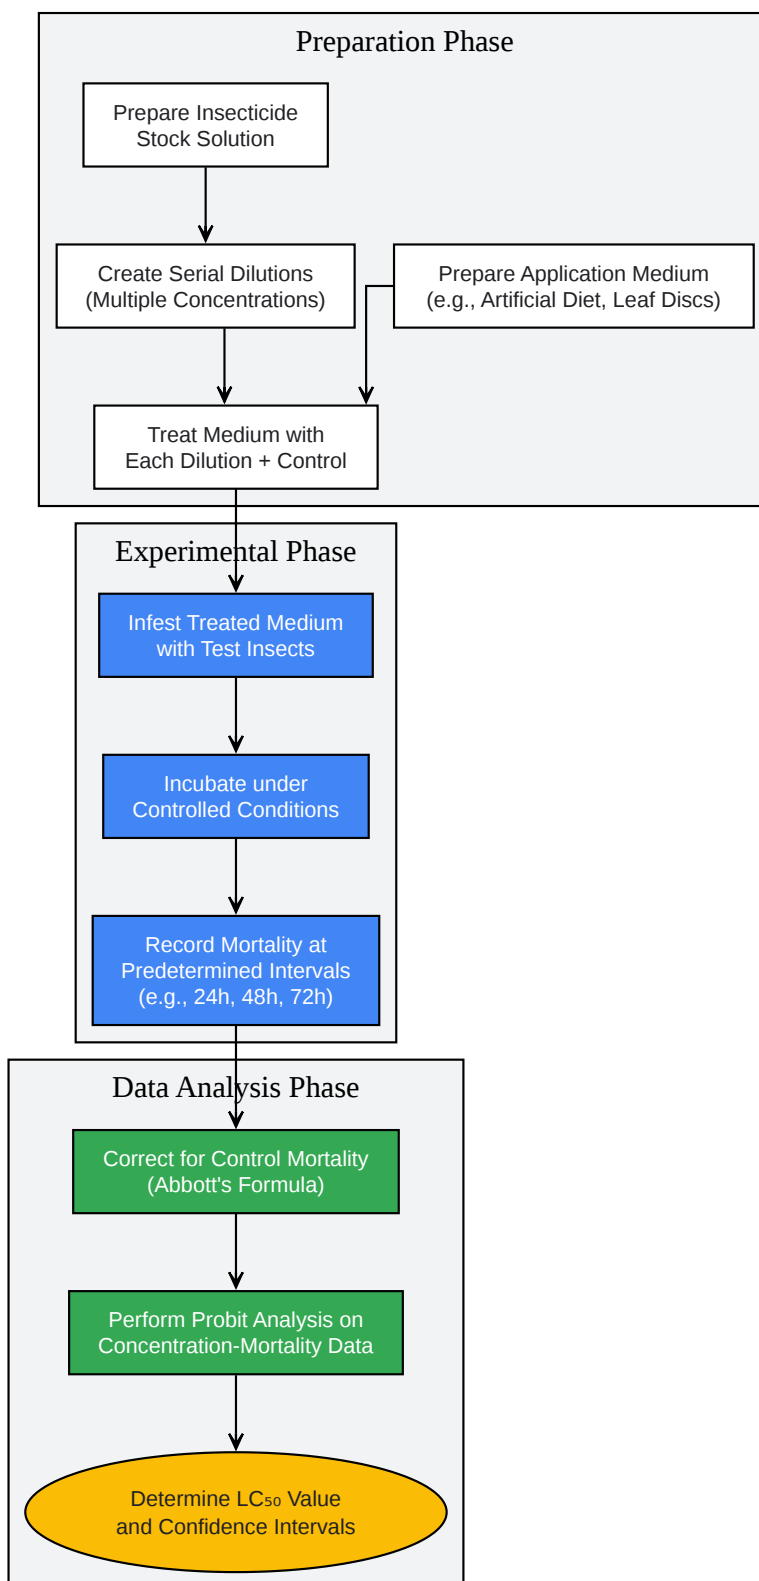 Preparation Phase
Prepare Insecticide
Stock Solution
Create Serial Dilutions
(Multiple Concentrations)
Prepare Application Medium
(e.g., Artificial Diet, Leaf Discs)
Treat Medium with
Each Dilution + Control
Experimental Phase
Infest Treated Medium
with Test Insects
Incubate under
Controlled Conditions
Record Mortality at
Predetermined Intervals
(e.g., 24h, 48h, 72h)
Data Analysis Phase
Correct for Control Mortality
(Abbott's Formula)
Perform Probit Analysis on
Concentration-Mortality Data
Determine LC₅₀ Value
and Confidence Intervals